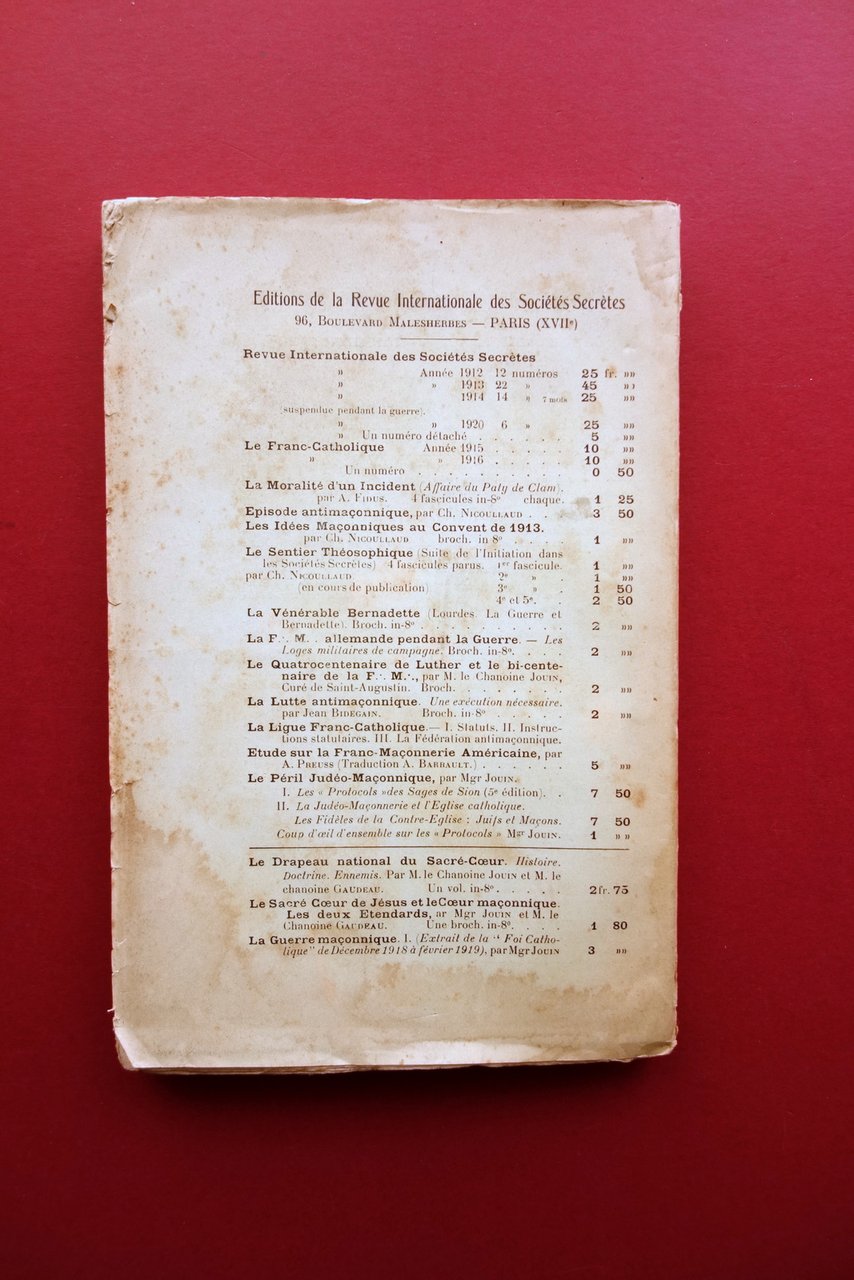 Editions de la Revue Internationale des Sociétés Secrètes
96, Boulevard Malesherbes — PARIS (XVIIe)
Revue Internationale des Sociétés Secrètes
» Année 1912 12 numéros 25 fr. »»
» » 1913 22 » 45 »»
» 1914 14 » 7 mois 25 »»
(suspendue pendant la guerre).
» » 1920 6 » 25 »»
» Un numéro détaché . . . . . . 5 »»
Le Franc-Catholique Année 1915 . . . . . 10 »»
» » 1916 . . . . . 10 »»
Un numéro . . . . . . . . . . 0 50
La Moralité d'un Incident (Affaire du Paty de Clam).
par A. Fidus. 4 fascicules in-8o chaque. 1 25
Episode antimaçonnique, par Ch. Nicoullaud . . . 3 50
Les Idées Maçonniques au Convent de 1913.
par Ch. Nicoullaud broch. in 8o . . . . 1 »»
Le Sentier Théosophique (Suite de l'Initiation dans
les Sociétés Secrètes) 4 fascicules parus. 1er fascicule. 1 »»
par Ch. Nicoullaud 2e » . 1 »»
(en cours de publication) 3e » . 1 50
4e et 5e. . 2 50
La Vénérable Bernadette (Lourdes. La Guerre et
Bernadette). Broch. in-8o . . . . . . . . . . 2 »»
La F∴ M∴ allemande pendant la Guerre. — Les
Loges militaires de campagne. Broch. in-8o. . . . . 2 »»
Le Quatrocentenaire de Luther et le bi-cente-
naire de la F∴ M∴, par M. le Chanoine Jouin,
Curé de Saint-Augustin. Broch. . . . . . . . 2 »»
La Lutte antimaçonnique. Une exécution nécessaire.
par Jean Bidegain. Broch. in-8o . . . . . 2 »»
La Ligue Franc-Catholique.— I. Statuts. II. Instruc-
tions statutaires. III. La Fédération antimaçonnique.
Etude sur la Franc-Maçonnerie Américaine, par
A. Preuss (Traduction A. Barrault.) . . . . . . 5 »»
Le Péril Judéo-Maçonnique, par Mgr Jouin.
I. Les « Protocols » des Sages de Sion (5e édition). . 7 50
II. La Judéo-Maçonnerie et l'Eglise catholique.
Les Fidèles de la Contre-Eglise : Juifs et Maçons. 7 50
Coup d'œil d'ensemble sur les « Protocols » Mgr Jouin. 1 »»
Le Drapeau national du Sacré-Cœur. Histoire.
Doctrine. Ennemis. Par M. le Chanoine Jouin et M. le
chanoine Gaudeau. Un vol. in-8o. . . . . 2fr. 75
Le Sacré Cœur de Jésus et le Cœur maçonnique.
Les deux Etendards, ar Mgr Jouin et M. le
Chanoine Gaudeau. Une broch. in-8o. . . . . 1 80
La Guerre maçonnique. I. (Extrait de la "Foi Catho-
lique" de Décembre 1918 à février 1919), par Mgr Jouin 3 »»